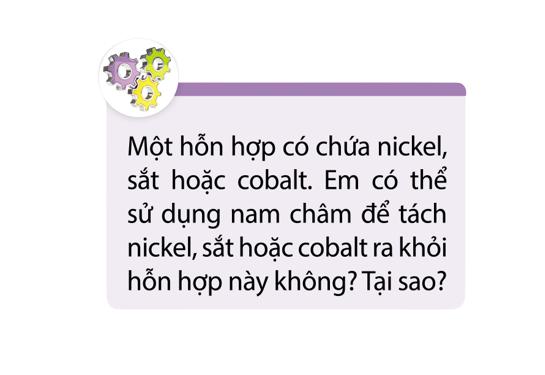 Một hỗn hợp có chứa nickel,
sắt hoặc cobalt. Em có thể
sử dụng nam châm để tách
nickel, sắt hoặc cobalt ra khỏi
hỗn hợp này không? Tại sao?